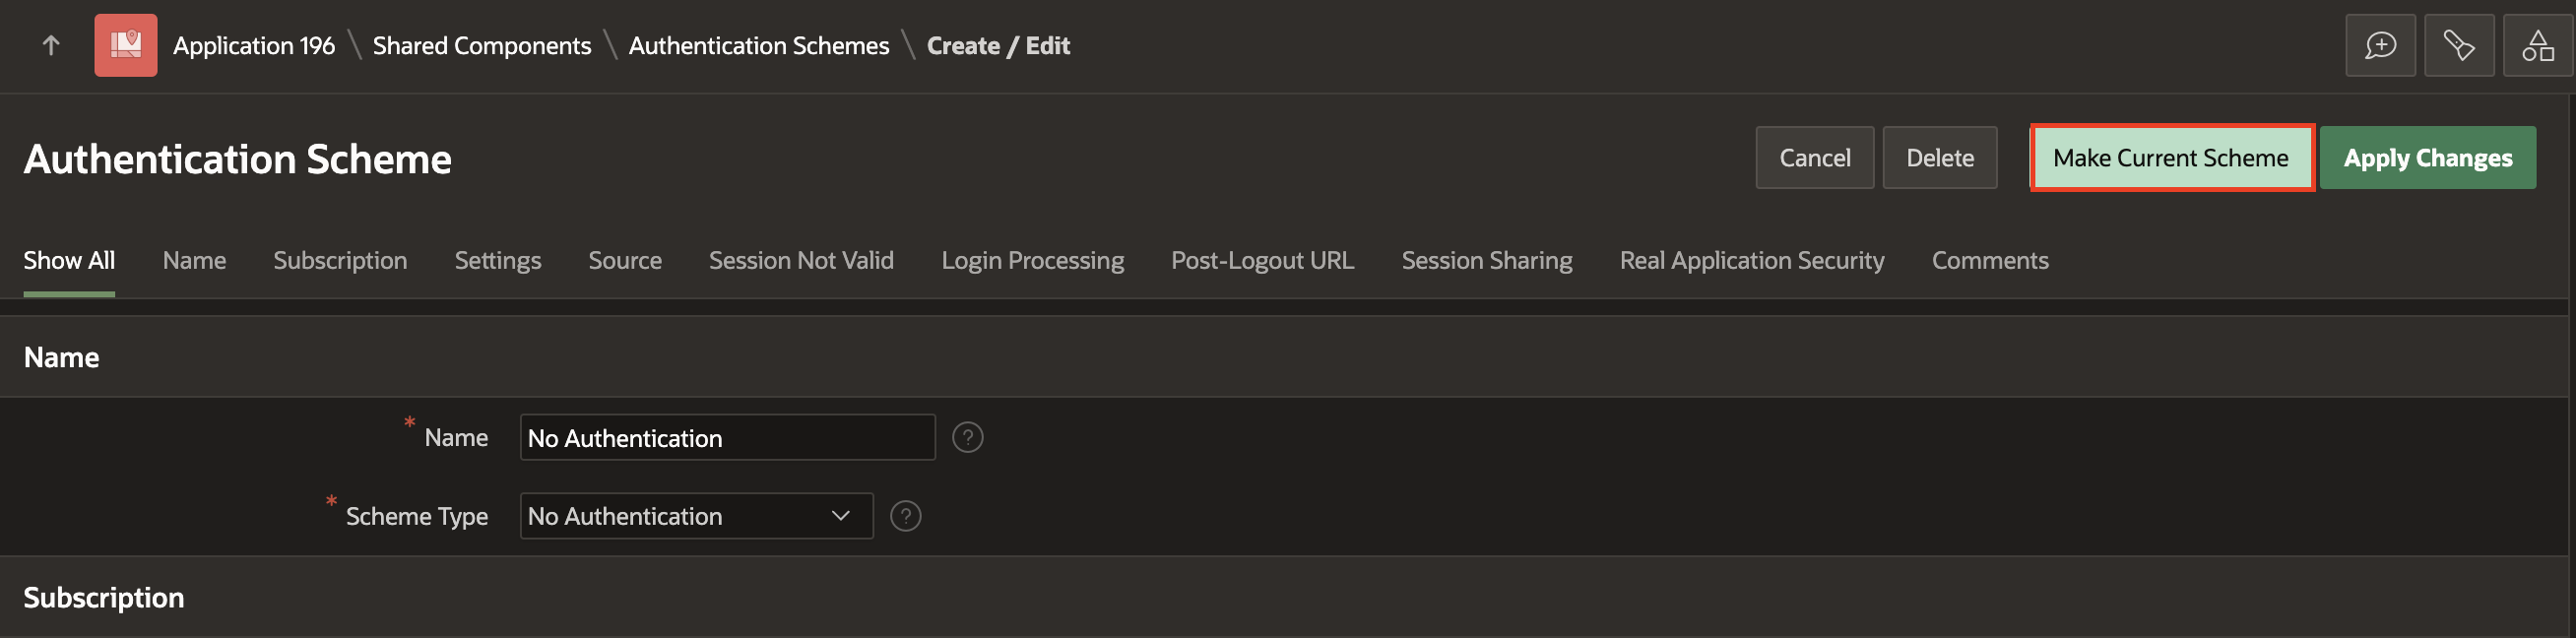 Application 196 \ Shared Components \ Authentication Schemes \ Create / Edit
Authentication Scheme
Cancel Delete Make Current Scheme Apply Changes
Show All Name Subscription Settings Source Session Not Valid Login Processing Post-Logout URL Session Sharing Real Application Security Comments
Name
* Name No Authentication ?
* Scheme Type No Authentication ?
Subscription